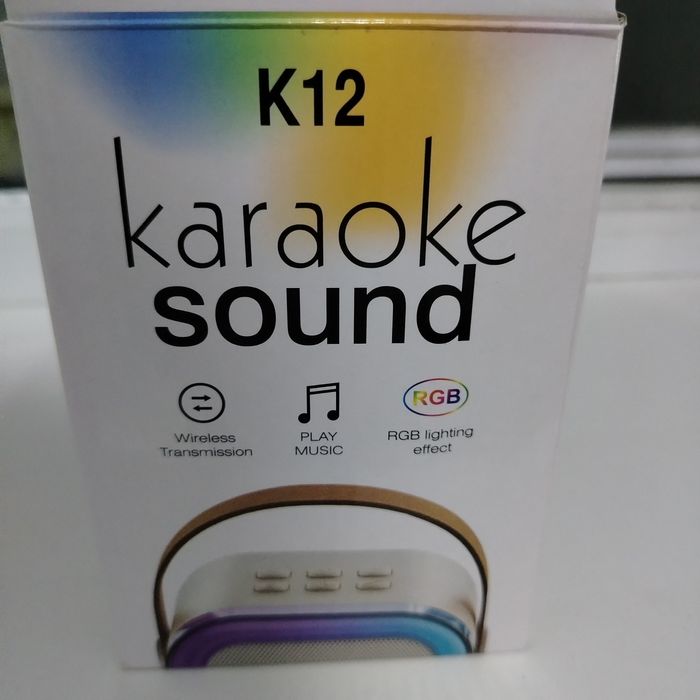 K12
karaoke
sound
RGB
Wireless
Transmission
PLAY
MUSIC
RGB lighting
effect